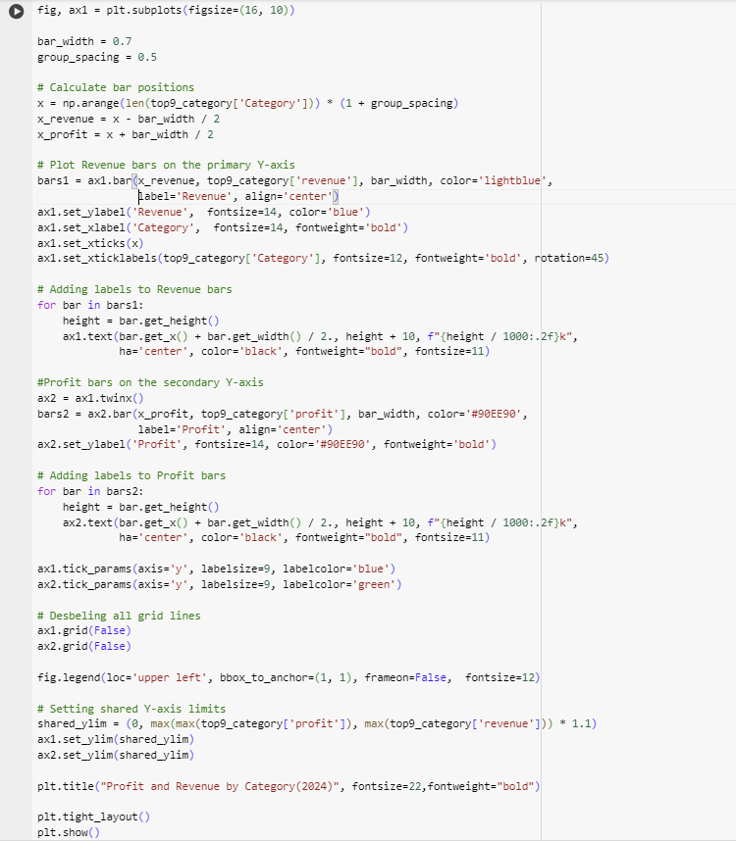 fig, ax1 = plt.subplots(figsize=(16, 10))
bar_width = 0.7
group_spacing = 0.5
# Calculate bar positions
x = np.arange(len(top9_category['Category'])) * (1 + group_spacing)
x_revenue = x - bar_width / 2
x_profit = x + bar_width / 2
# Plot Revenue bars on the primary Y-axis
bars1 = ax1.bar(x_revenue, top9_category['revenue'], bar_width, color='lightblue',
label='Revenue', align='center')
ax1.set_ylabel('Revenue',  fontsize=14, color='blue')
ax1.set_xlabel('Category',  fontsize=14, fontweight='bold')
ax1.set_xticks(x)
ax1.set_xticklabels(top9_category['Category'], fontsize=12, fontweight='bold', rotation=45)
# Adding labels to Revenue bars
for bar in bars1:
    height = bar.get_height()
    ax1.text(bar.get_x() + bar.get_width() / 2., height + 10, f"{height / 1000:.2f}k",
             ha='center', color='black', fontweight="bold", fontsize=11)
#Profit bars on the secondary Y-axis
ax2 = ax1.twinx()
bars2 = ax2.bar(x_profit, top9_category['profit'], bar_width, color='#90EE90',
                label='Profit', align='center')
ax2.set_ylabel('Profit', fontsize=14, color='#90EE90', fontweight='bold')
# Adding labels to Profit bars
for bar in bars2:
    height = bar.get_height()
    ax2.text(bar.get_x() + bar.get_width() / 2., height + 10, f"{height / 1000:.2f}k",
             ha='center', color='black', fontweight="bold", fontsize=11)
ax1.tick_params(axis='y', labelsize=9, labelcolor='blue')
ax2.tick_params(axis='y', labelsize=9, labelcolor='green')
# Desbeling all grid lines
ax1.grid(False)
ax2.grid(False)
fig.legend(loc='upper left', bbox_to_anchor=(1, 1), frameon=False,  fontsize=12)
# Setting shared Y-axis limits
shared_ylim = (0, max(max(top9_category['profit']), max(top9_category['revenue'])) * 1.1)
ax1.set_ylim(shared_ylim)
ax2.set_ylim(shared_ylim)
plt.title("Profit and Revenue by Category(2024)", fontsize=22,fontweight="bold")
plt.tight_layout()
plt.show()